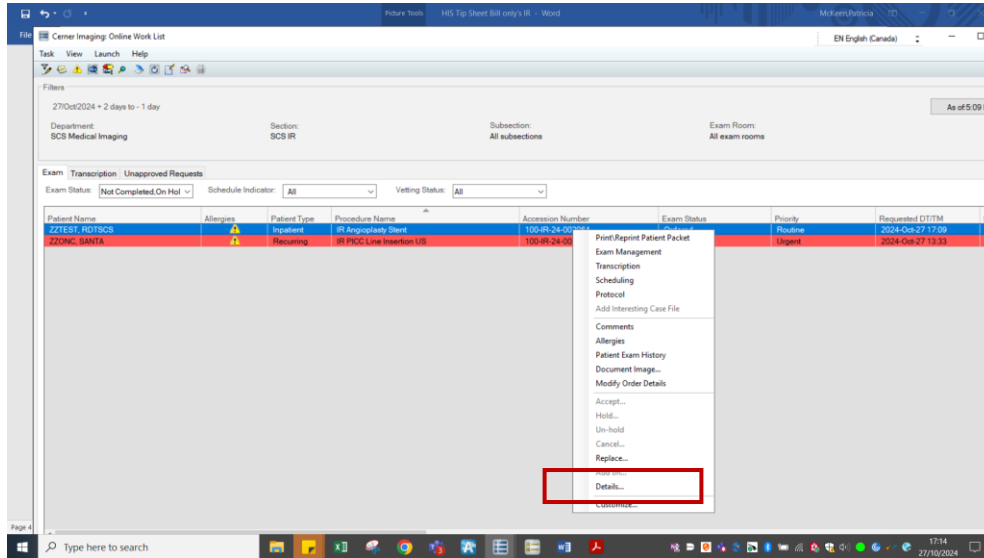 Picture Tools HIS Tip Sheet Bill only's IR - Word McKeen,Patricia
File
Cerner Imaging: Online Work List EN English (Canada)
Task View Launch Help
Filters
27/Oct/2024 + 2 days to - 1 day As of 5:09
Department: Section: Subsection: Exam Room:
SCS Medical Imaging SCS IR All subsections All exam rooms
Exam Transcription Unapproved Requests
Exam Status: Not Completed,On Hol Schedule Indicator: All Vetting Status: All
Patient Name Allergies Patient Type Procedure Name Accession Number Exam Status Priority Requested DT/TM
ZZTEST, RDTSCS Inpatient IR Angioplasty Stent Ordered Routine 2024-Oct-27 17:09
ZZONC, SANTA Recurring IR PICC Line Insertion US 100-IR-24-00 Urgent 2024-Oct-27 13:33
Print\Reprint Patient Packet
Exam Management
Transcription
Scheduling
Protocol
Add Interesting Case File
Comments
Allergies
Patient Exam History
Document Image...
Modify Order Details
Accept...
Hold...
Un-hold
Cancel...
Replace...
Details...
Customize...
Page 4
Type here to search 17:14
27/10/2024